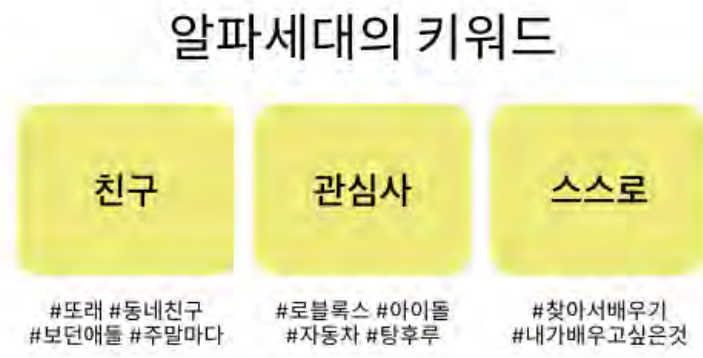 알파세대의 키워드
친구
관심사
스스로
#또래 #동네친구
#보던애들 #주말마다
#로블록스 #아이돌
#자동차 #탕후루
#찾아서배우기
#내가배우고싶은것